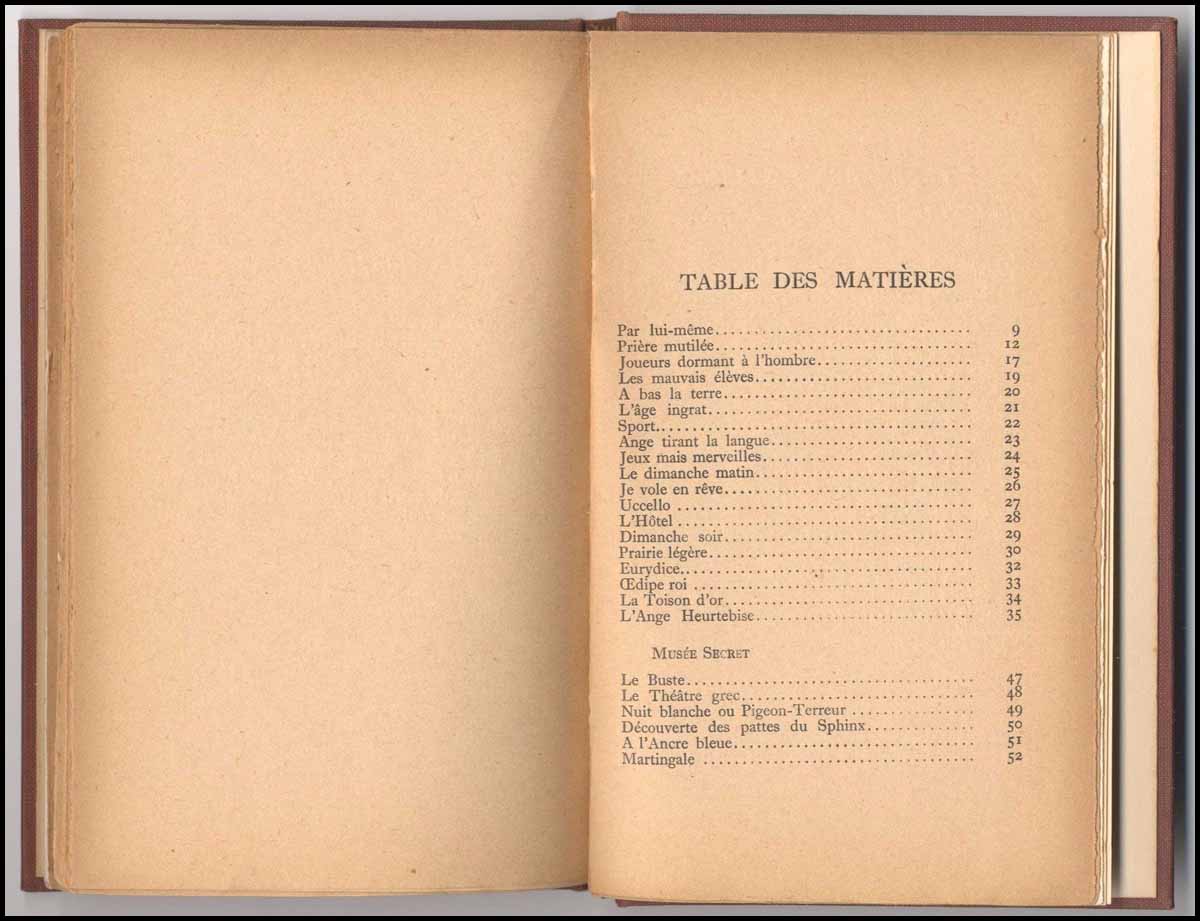 TABLE DES MATIÈRES
Par lui-même................................ 9
Prière mutilée................................ 12
Joueurs dormant à l'hombre.................... 17
Les mauvais élèves............................ 19
A bas la terre................................ 20
L'âge ingrat.................................. 21
Sport......................................... 22
Ange tirant la langue......................... 23
Jeux mais merveilles.......................... 24
Le dimanche matin............................. 25
Je vole en rêve............................... 26
Uccello ...................................... 27
L'Hôtel ...................................... 28
Dimanche soir................................. 29
Prairie légère................................ 30
Eurydice...................................... 32
Œdipe roi .................................... 33
La Toison d'or................................ 34
L'Ange Heurtebise............................. 35
Musée Secret
Le Buste...................................... 47
Le Théâtre grec............................... 48
Nuit blanche ou Pigeon-Terreur ............... 49
Découverte des pattes du Sphinx............... 50
A l'Ancre bleue............................... 51
Martingale ................................... 52